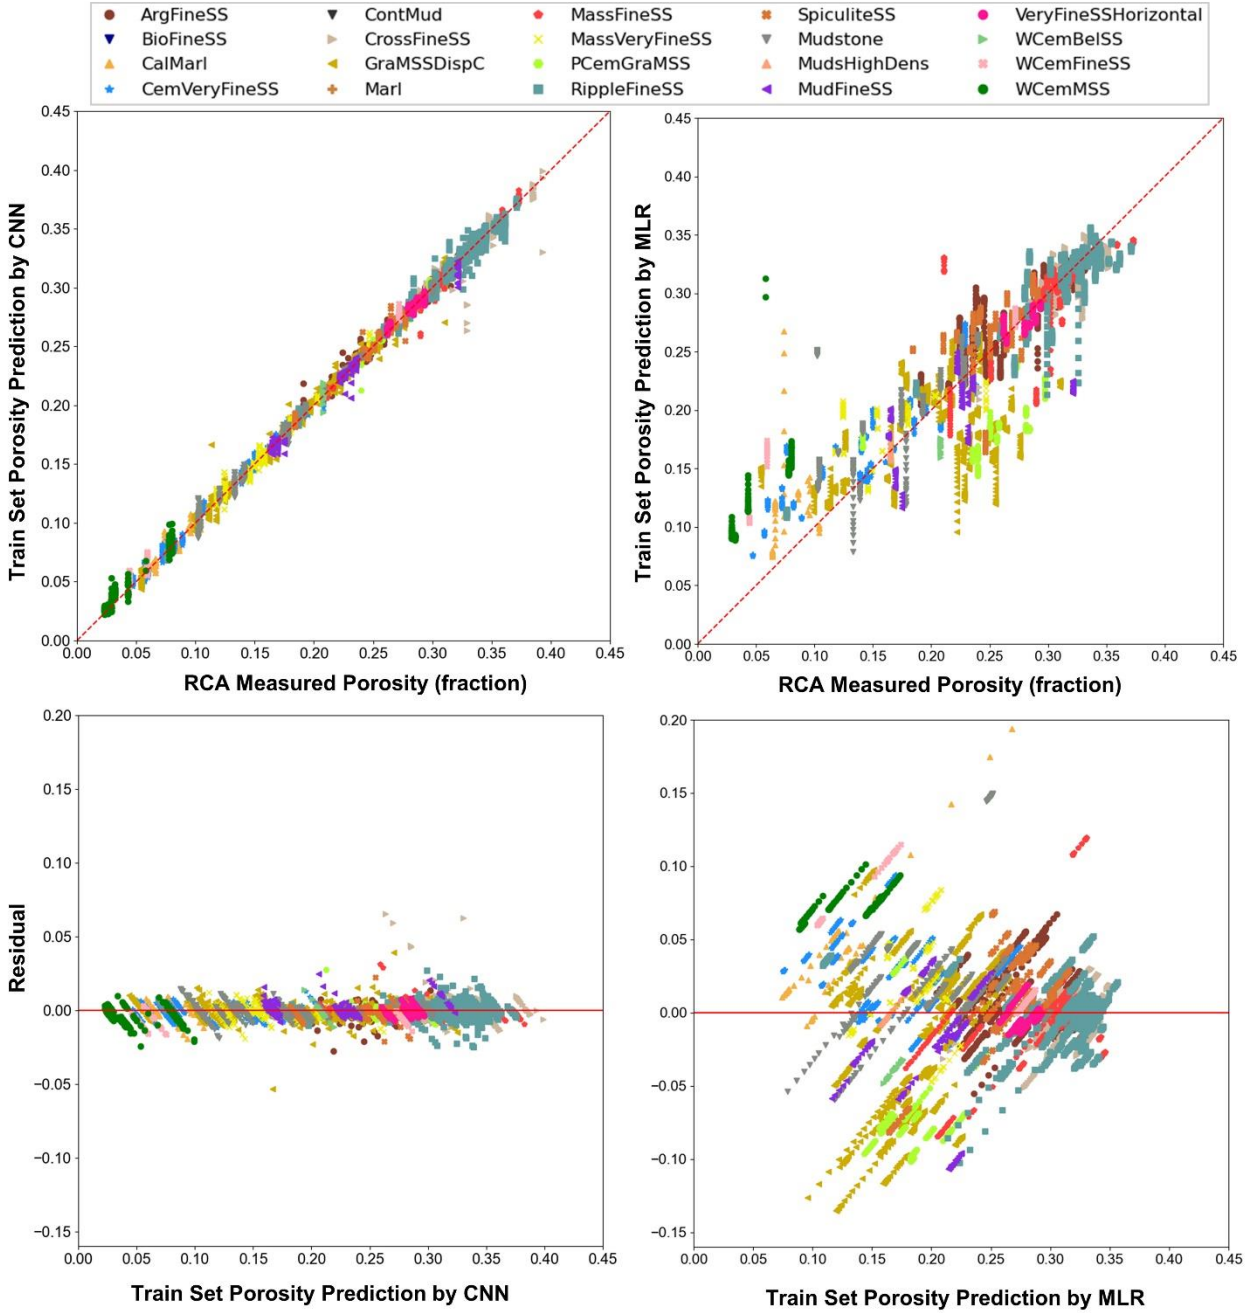 ArgFineSS ContMud MassFineSS SpiculiteSS VeryFineSSHorizontal
BioFineSS CrossFineSS MassVeryFineSS Mudstone WCemBelSS
CalMarl GraMSSDispC PCemGraMSS MudsHighDens WCemFineSS
CemVeryFineSS Marl RippleFineSS MudFineSS WCemMSS
Train Set Porosity Prediction by CNN
0.45
0.40
0.35
0.30
0.25
0.20
0.15
0.10
0.05
0.00
0.00 0.05 0.10 0.15 0.20 0.25 0.30 0.35 0.40 0.45
RCA Measured Porosity (fraction)
Train Set Porosity Prediction by MLR
0.45
0.40
0.35
0.30
0.25
0.20
0.15
0.10
0.05
0.00
0.00 0.05 0.10 0.15 0.20 0.25 0.30 0.35 0.40 0.45
RCA Measured Porosity (fraction)
Residual
0.20
0.15
0.10
0.05
0.00
−0.05
−0.10
−0.15
0.00 0.05 0.10 0.15 0.20 0.25 0.30 0.35 0.40 0.45
Train Set Porosity Prediction by CNN
0.20
0.15
0.10
0.05
0.00
−0.05
−0.10
−0.15
0.00 0.05 0.10 0.15 0.20 0.25 0.30 0.35 0.40 0.45
Train Set Porosity Prediction by MLR